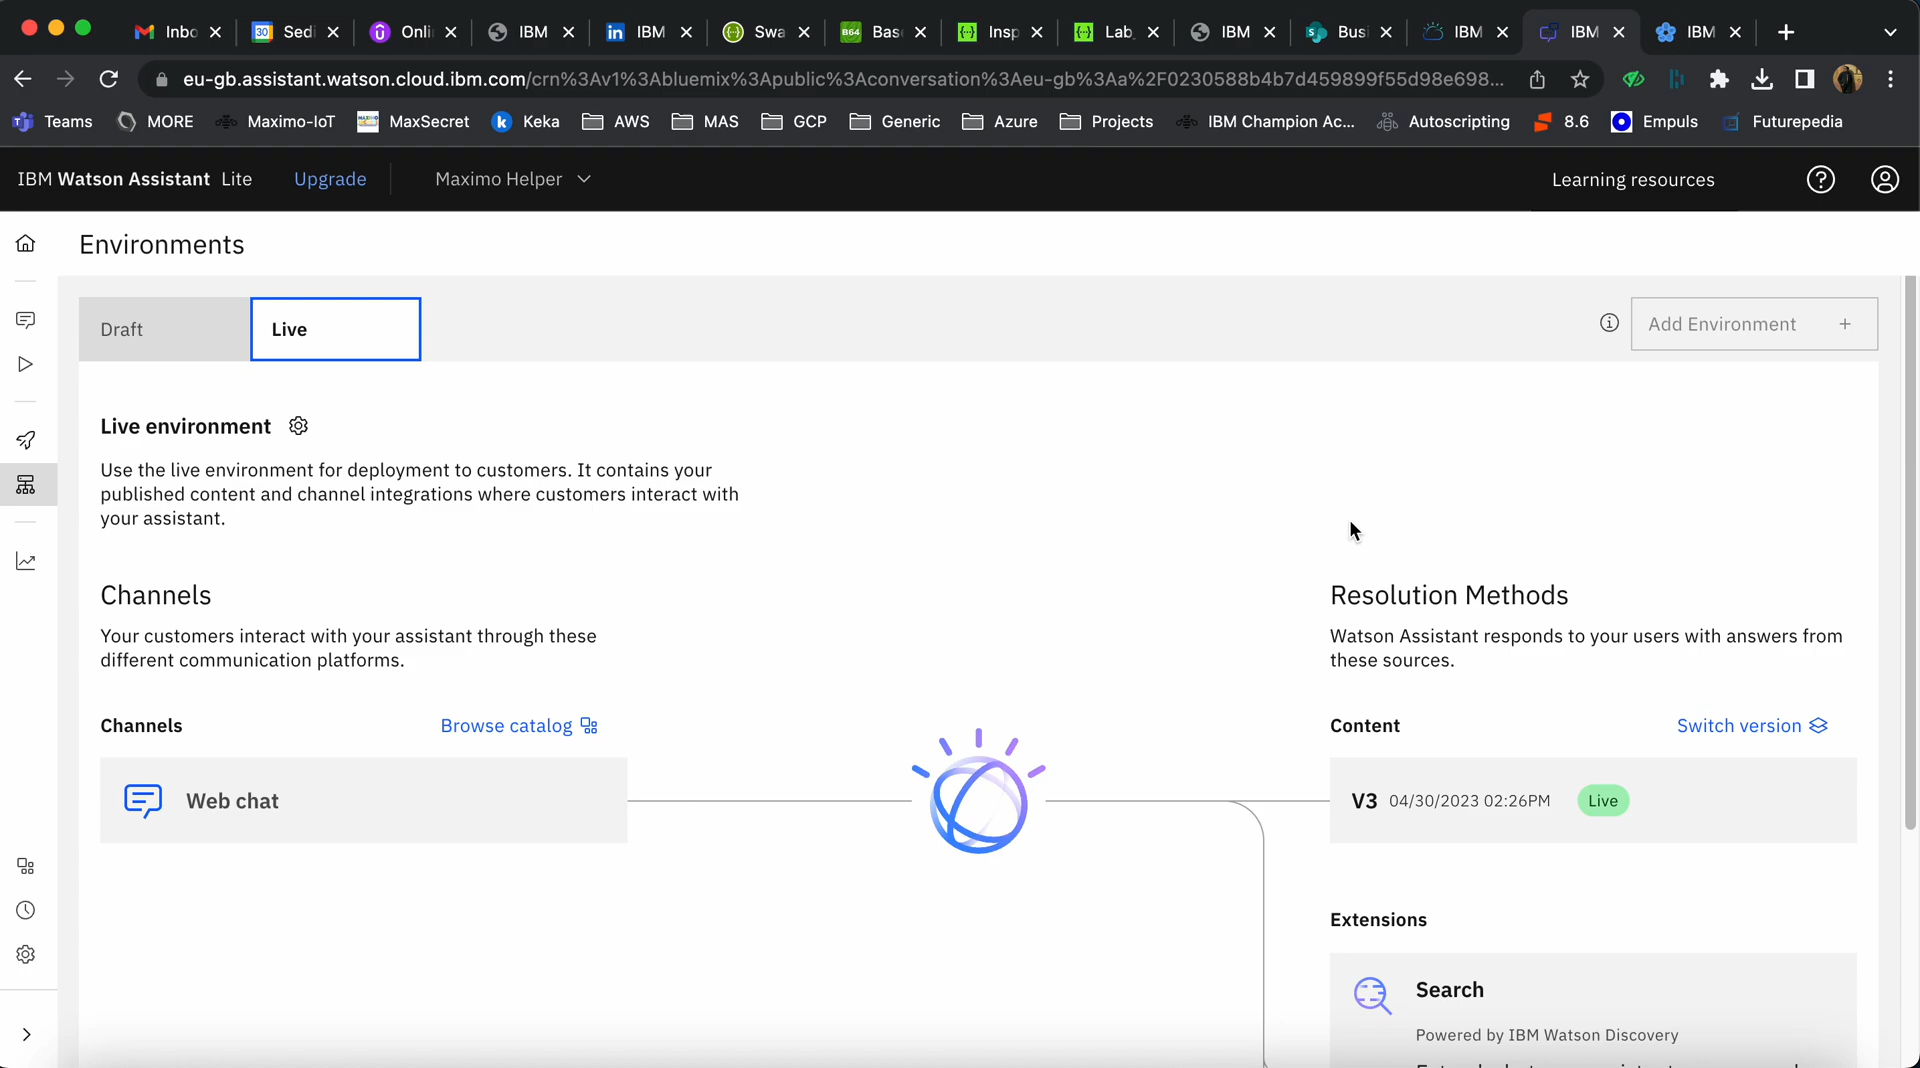 Inbo
30
Sedi
Onli
IBM
in
IBM
Swa
B64
Base
Insp
Lab_
IBM
Busi
IBM
IBM
IBM
eu-gb.assistant.watson.cloud.ibm.com/crn%3Av1%3Abluemix%3Apublic%3Aconversation%3Aeu-gb%3Aa%2F0230588b4b7d459899f55d98e698...
Teams
MORE
Maximo-IoT
MaxSecret
Keka
AWS
MAS
GCP
Generic
Azure
Projects
IBM Champion Ac...
Autoscripting
8.6
Empuls
Futurepedia
IBM Watson Assistant Lite
Upgrade
Maximo Helper
Learning resources
Environments
Draft
Live
Add Environment +
Live environment
Use the live environment for deployment to customers. It contains your
published content and channel integrations where customers interact with
your assistant.
Channels
Your customers interact with your assistant through these
different communication platforms.
Channels
Browse catalog
Web chat
Resolution Methods
Watson Assistant responds to your users with answers from
these sources.
Content
Switch version
V3 04/30/2023 02:26PM Live
Extensions
Search
Powered by IBM Watson Discovery